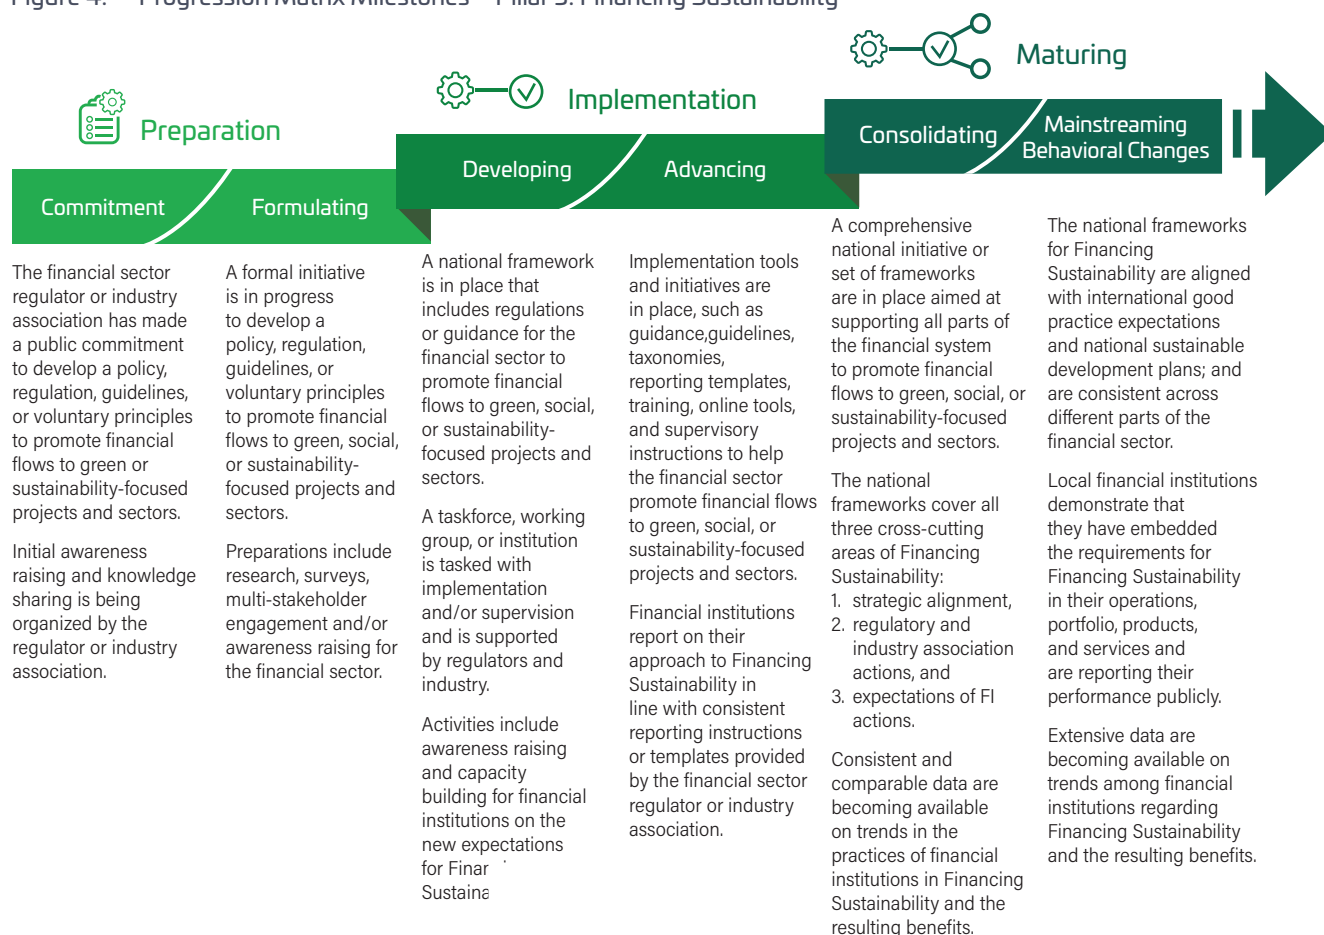 Figure 4. Progression Matrix Milestones – Pillar 3: Financing Sustainability
Preparation
Commitment
Formulating
The financial sector
regulator or industry
association has made
a public commitment
to develop a policy,
regulation, guidelines,
or voluntary principles
to promote financial
flows to green or
sustainability-focused
projects and sectors.
Initial awareness
raising and knowledge
sharing is being
organized by the
regulator or industry
association.
A formal initiative
is in progress
to develop a
policy, regulation,
guidelines, or
voluntary principles
to promote financial
flows to green, social,
or sustainability-
focused projects and
sectors.
Preparations include
research, surveys,
multi-stakeholder
engagement and/or
awareness raising for
the financial sector.
Implementation
Developing
Advancing
A national framework
is in place that
includes regulations
or guidance for the
financial sector to
promote financial
flows to green, social,
or sustainability-
focused projects and
sectors.
A taskforce, working
group, or institution
is tasked with
implementation
and/or supervision
and is supported
by regulators and
industry.
Activities include
awareness raising
and capacity
building for financial
institutions on the
new expectations
for
Implementation tools
and initiatives are
in place, such as
guidance,guidelines,
taxonomies,
reporting templates,
training, online tools,
and supervisory
instructions to help
the financial sector
promote financial flows
to green, social, or
sustainability-focused
projects and sectors.
Financial institutions
report on their
approach to Financing
Sustainability in
line with consistent
reporting instructions
or templates provided
by the financial sector
regulator or industry
association.
Maturing
Consolidating
Mainstreaming
Behavioral Changes
A comprehensive
national initiative or
set of frameworks
are in place aimed at
supporting all parts of
the financial system
to promote financial
flows to green, social, or
sustainability-focused
projects and sectors.
The national
frameworks cover all
three cross-cutting
areas of Financing
Sustainability:
1. strategic alignment,
2. regulatory and
industry association
actions, and
3. expectations of FI
actions.
Consistent and
comparable data are
becoming available
on trends in the
practices of financial
institutions in Financing
Sustainability and the
resulting benefits.
The national frameworks
for Financing
Sustainability are aligned
with international good
practice expectations
and national sustainable
development plans; and
are consistent across
different parts of the
financial sector.
Local financial institutions
demonstrate that
they have embedded
the requirements for
Financing Sustainability
in their operations,
portfolio, products,
and services and
are reporting their
performance publicly.
Extensive data are
becoming available on
trends among financial
institutions regarding
Financing Sustainability
and the resulting benefits.